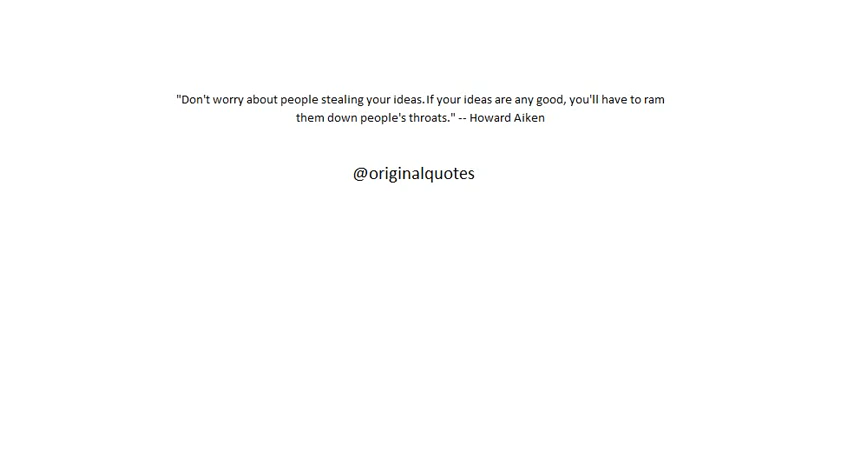 "Don't worry about people stealing your ideas. If your ideas are any good, you'll have to ram
them down people's throats." -- Howard Aiken
@originalquotes